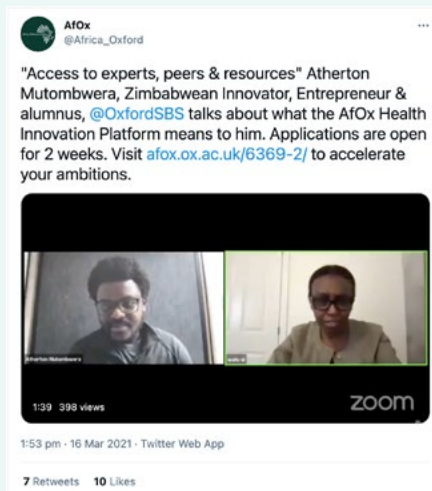 AfOx
@Africa_Oxford
"Access to experts, peers & resources" Atherton
Mutombwera, Zimbabwean Innovator, Entrepreneur &
alumnus, @OxfordSBS talks about what the AfOx Health
Innovation Platform means to him. Applications are open
for 2 weeks. Visit afox.ox.ac.uk/6369-2/ to accelerate
your ambitions.
Atherton Mutombwera
1:39 398 views
zoom
1:53 pm · 16 Mar 2021 · Twitter Web App
7 Retweets 10 Likes